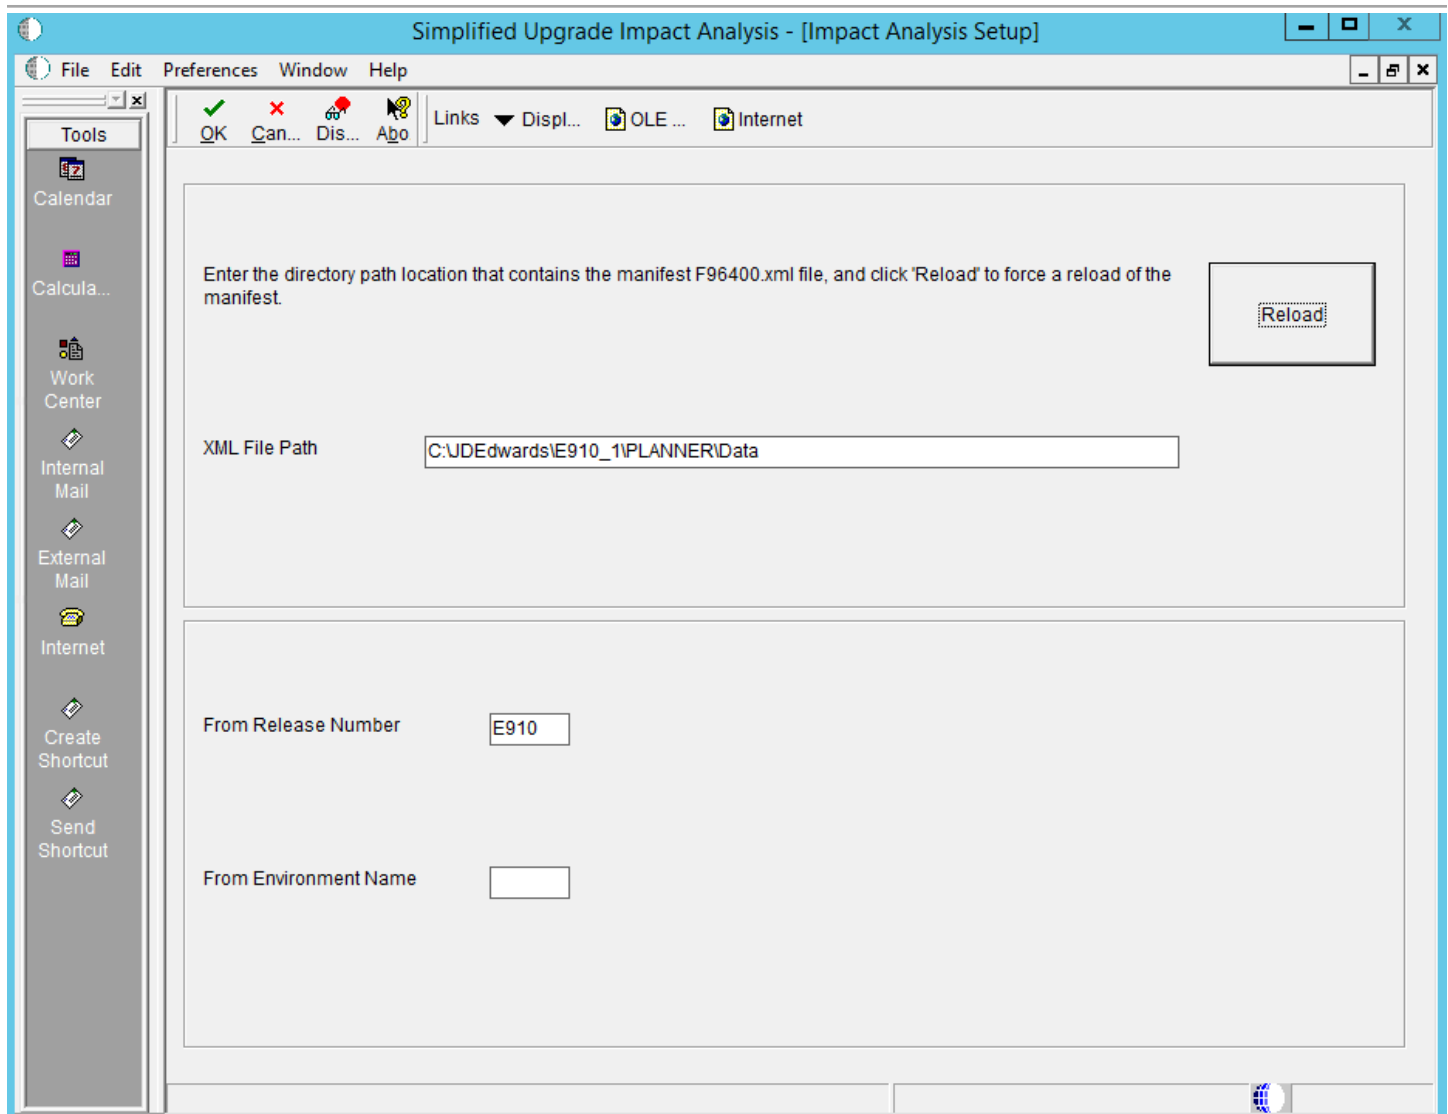 Simplified Upgrade Impact Analysis - [Impact Analysis Setup]
File Edit Preferences Window Help
Tools
OK Can... Dis... Abo Links Displ... OLE ... Internet
Calendar
Calcula...
Work
Center
Internal
Mail
External
Mail
Internet
Create
Shortcut
Send
Shortcut
Enter the directory path location that contains the manifest F96400.xml file, and click 'Reload' to force a reload of the
manifest.
Reload
XML File Path C:\JDEdwards\E910_1\PLANNER\Data
From Release Number E910
From Environment Name